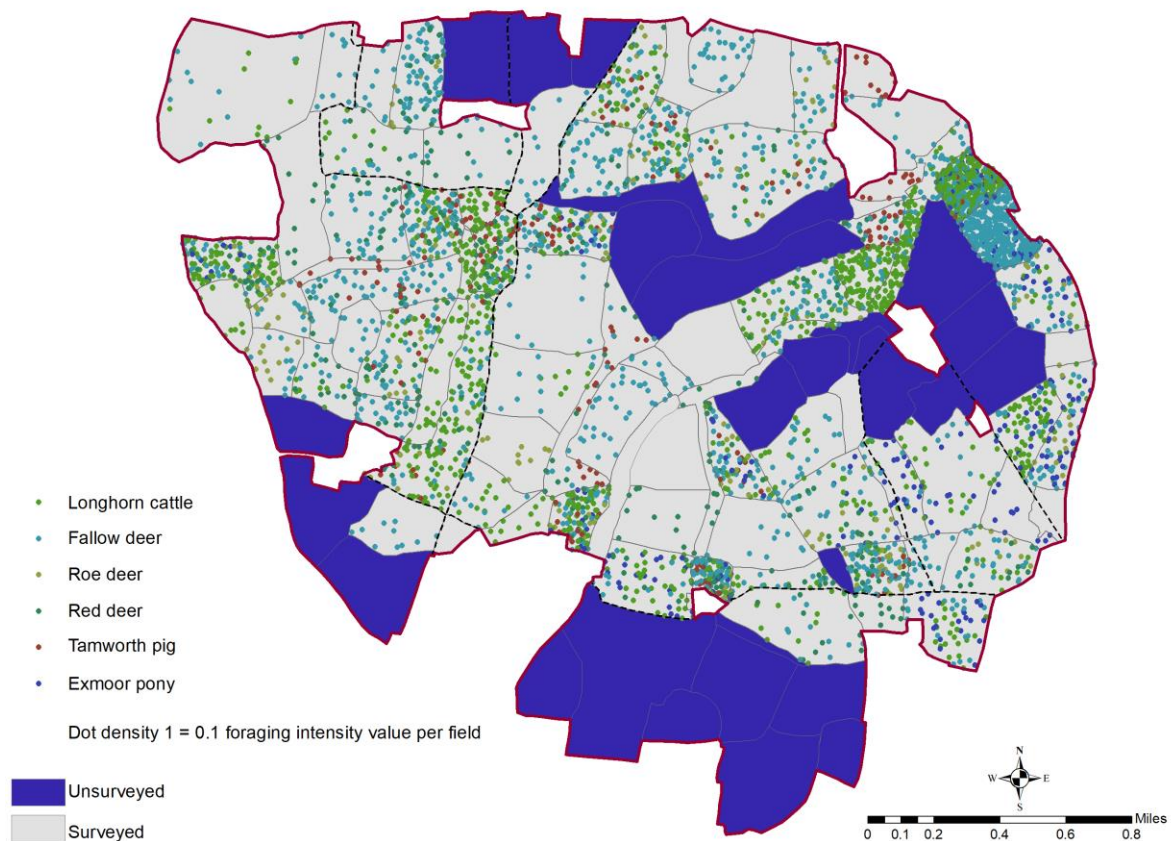 Longhorn cattle
Fallow deer
Roe deer
Red deer
Tamworth pig
Exmoor pony
Dot density 1 = 0.1 foraging intensity value per field
Unsurveyed
Surveyed
N
W E
S
Miles
0 0.1 0.2 0.4 0.6 0.8